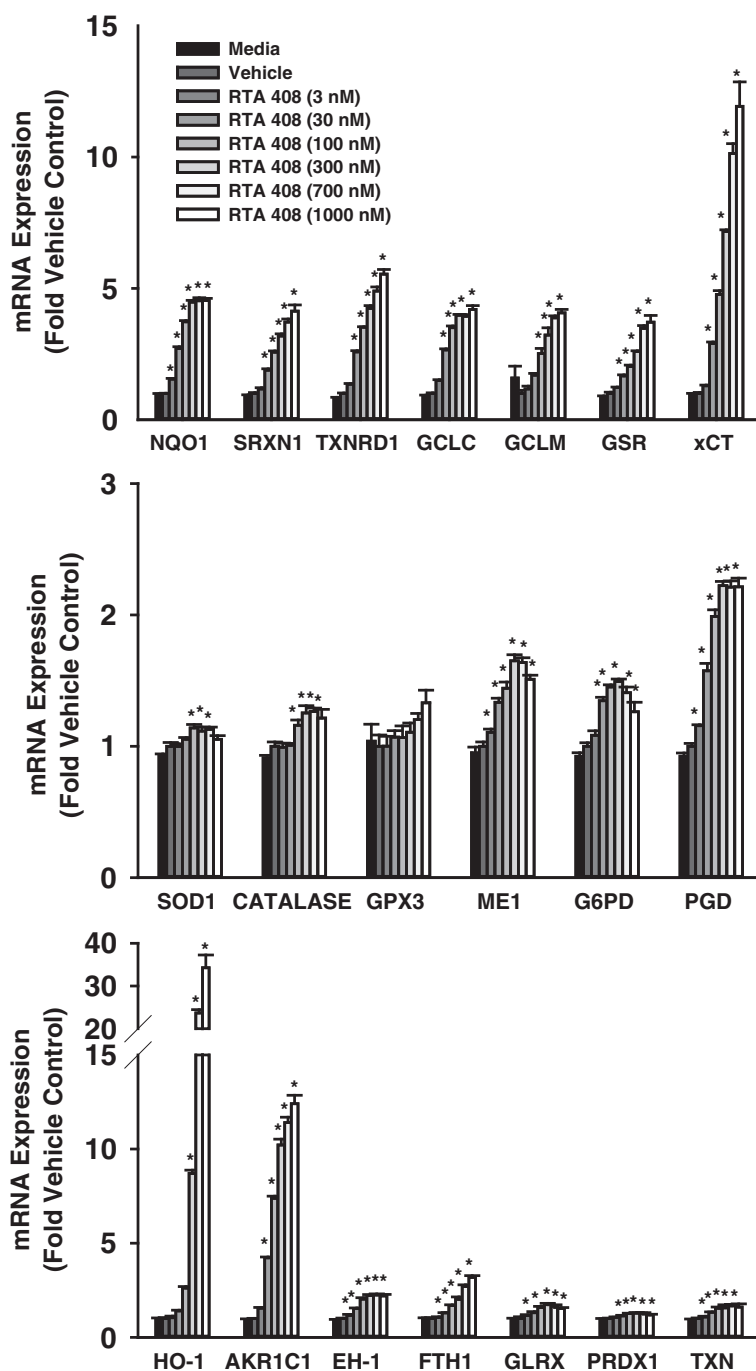 15
10
5
0
mRNA Expression
(Fold Vehicle Control)
Media
Vehicle
RTA 408 (3 nM)
RTA 408 (30 nM)
RTA 408 (100 nM)
RTA 408 (300 nM)
RTA 408 (700 nM)
RTA 408 (1000 nM)
NQO1 SRXN1 TXNRD1 GCLC GCLM GSR xCT
3
2
1
0
mRNA Expression
(Fold Vehicle Control)
SOD1 CATALASE GPX3 ME1 G6PD PGD
40
30
20
15
10
5
0
mRNA Expression
(Fold Vehicle Control)
HO-1 AKR1C1 EH-1 FTH1 GLRX PRDX1 TXN